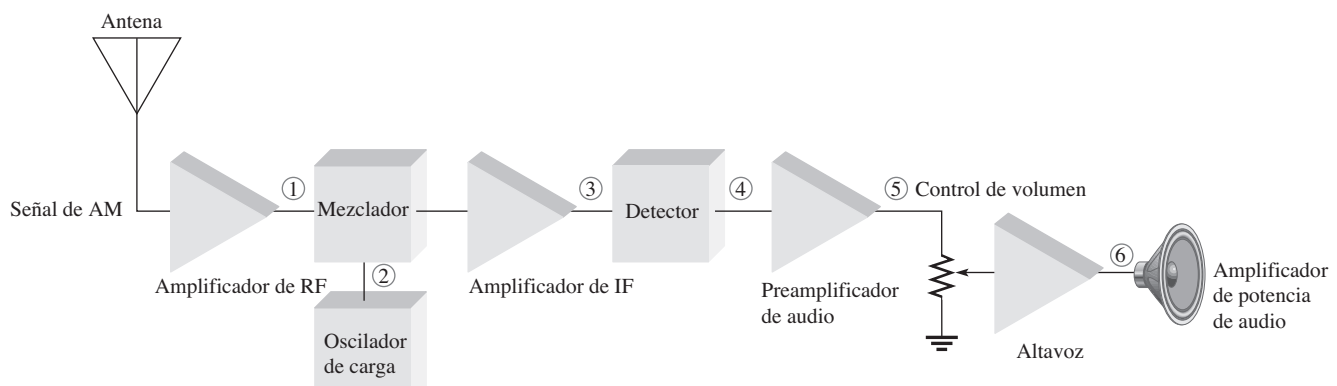 Antena
Señal de AM
Amplificador de RF
①
Mezclador
②
Oscilador
de carga
Amplificador de IF
③
Detector
④
Preamplificador
de audio
⑤ Control de volumen
Altavoz
⑥
Amplificador
de potencia
de audio